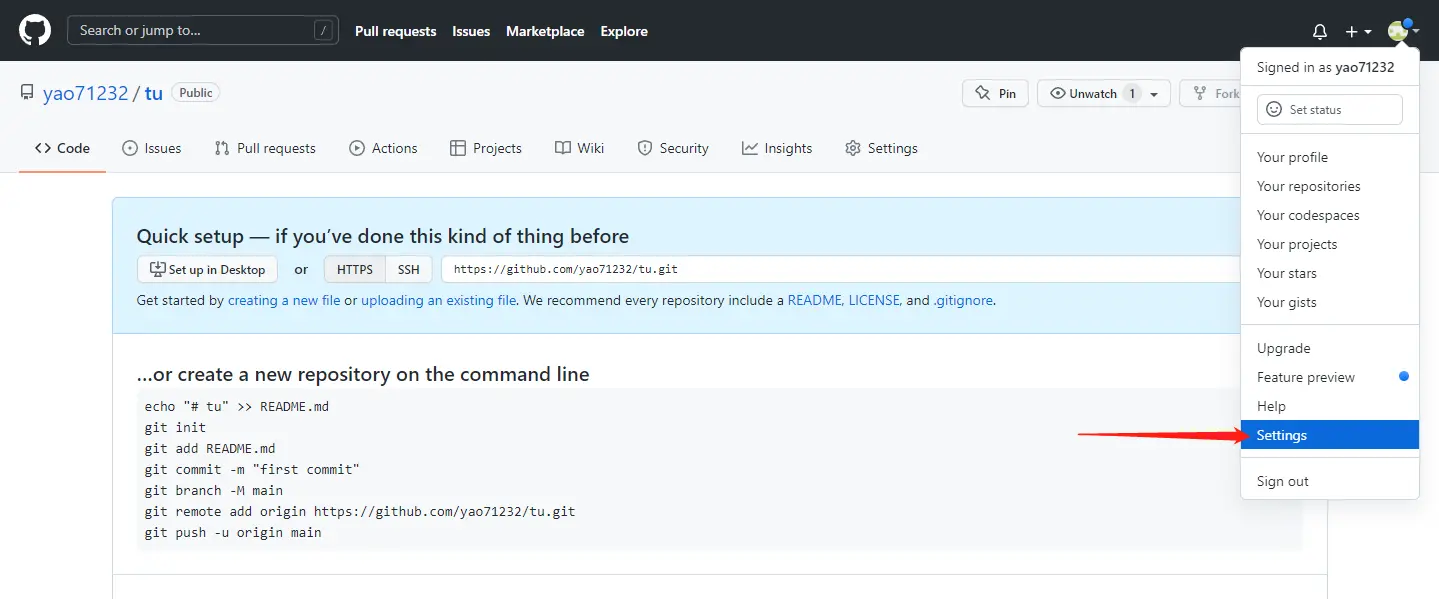 Search or jump to... /
Pull requests Issues Marketplace Explore
Signed in as yao71232
yao71232 / tu Public
Pin Unwatch 1 Fork
Set status
Code Issues Pull requests Actions Projects Wiki Security Insights Settings
Your profile
Your repositories
Your codespaces
Your projects
Your stars
Your gists
Upgrade
Feature preview
Help
Settings
Sign out
Quick setup — if you’ve done this kind of thing before
Set up in Desktop or HTTPS SSH https://github.com/yao71232/tu.git
Get started by creating a new file or uploading an existing file. We recommend every repository include a README, LICENSE, and .gitignore.
…or create a new repository on the command line
echo "# tu" >> README.md
git init
git add README.md
git commit -m "first commit"
git branch -M main
git remote add origin https://github.com/yao71232/tu.git
git push -u origin main